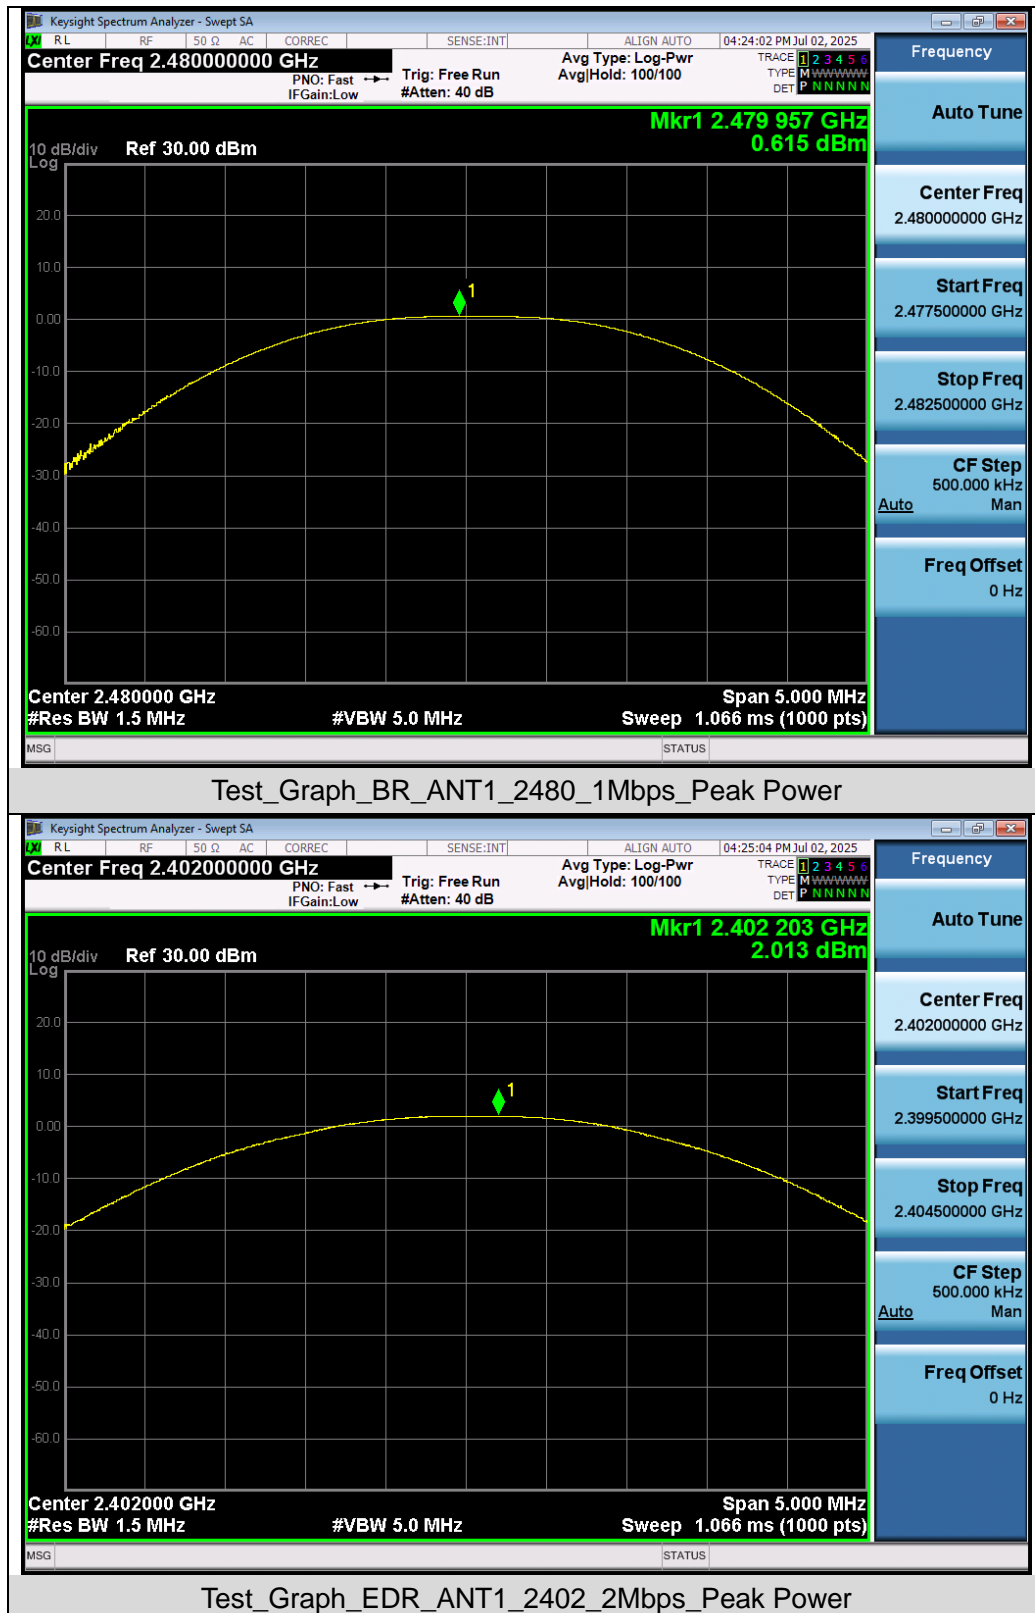 Keysight Spectrum Analyzer - Swept SA
LXI RL RF 50 Ω AC CORREC SENSE:INT ALIGN AUTO 04:24:02 PM Jul 02, 2025
Center Freq 2.480000000 GHz
PNO: Fast
IFGain:Low
Trig: Free Run
#Atten: 40 dB
Avg Type: Log-Pwr
Avg|Hold: 100/100
TRACE 1 2 3 4 5 6
TYPE M W W W W W
DET P N N N N N
Frequency
Auto Tune
Center Freq
2.480000000 GHz
Start Freq
2.477500000 GHz
Stop Freq
2.482500000 GHz
CF Step
500.000 kHz
Auto Man
Freq Offset
0 Hz
Mkr1 2.479 957 GHz
0.615 dBm
10 dB/div Ref 30.00 dBm
Log
20.0
10.0
1
0.00
-10.0
-20.0
-30.0
-40.0
-50.0
-60.0
Center 2.480000 GHz Span 5.000 MHz
#Res BW 1.5 MHz #VBW 5.0 MHz Sweep 1.066 ms (1000 pts)
MSG STATUS
Test_Graph_BR_ANT1_2480_1Mbps_Peak Power
Keysight Spectrum Analyzer - Swept SA
LXI RL RF 50 Ω AC CORREC SENSE:INT ALIGN AUTO 04:25:04 PM Jul 02, 2025
Center Freq 2.402000000 GHz
PNO: Fast
IFGain:Low
Trig: Free Run
#Atten: 40 dB
Avg Type: Log-Pwr
Avg|Hold: 100/100
TRACE 1 2 3 4 5 6
TYPE M W W W W W
DET P N N N N N
Frequency
Auto Tune
Center Freq
2.402000000 GHz
Start Freq
2.399500000 GHz
Stop Freq
2.404500000 GHz
CF Step
500.000 kHz
Auto Man
Freq Offset
0 Hz
Mkr1 2.402 203 GHz
2.013 dBm
10 dB/div Ref 30.00 dBm
Log
20.0
10.0
1
0.00
-10.0
-20.0
-30.0
-40.0
-50.0
-60.0
Center 2.402000 GHz Span 5.000 MHz
#Res BW 1.5 MHz #VBW 5.0 MHz Sweep 1.066 ms (1000 pts)
MSG STATUS
Test_Graph_EDR_ANT1_2402_2Mbps_Peak Power